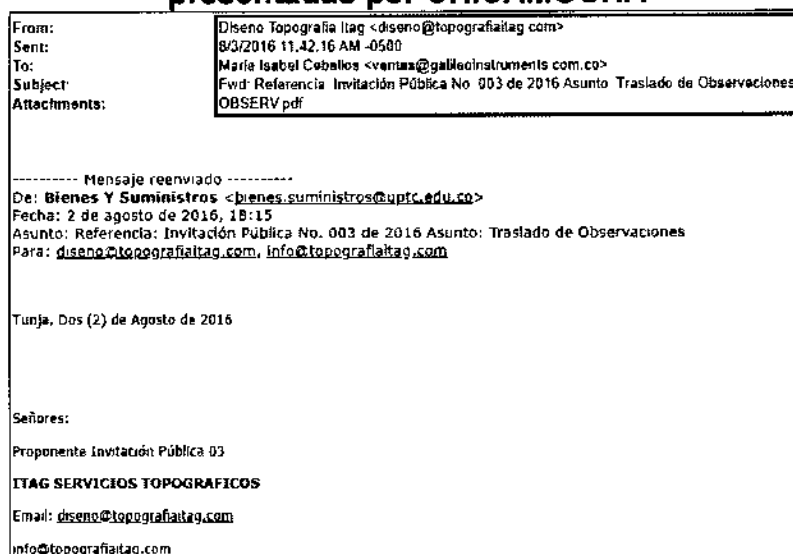 presentadas por
From: Diseno Topografia Itag <diseno@topografiaitag com>
Sent: 8/3/2016 11.42.16 AM -0500
To: Maria Isabel Ceballos <ventas@galileoinstruments com.co>
Subject: Fwd: Referencia Invitación Pública No 003 de 2016 Asunto Traslado de Observaciones
Attachments: OBSERV pdf
---------- Mensaje reenviado ----------
De: Bienes Y Suministros <bienes.suministros@uptc.edu.co>
Fecha: 2 de agosto de 2016, 18:15
Asunto: Referencia: Invitación Pública No. 003 de 2016 Asunto: Traslado de Observaciones
Para: diseno@topografiaitag.com, info@topografiaitag.com
Tunja, Dos (2) de Agosto de 2016
Señores:
Proponente Invitación Pública 03
ITAG SERVICIOS TOPOGRAFICOS
Email: diseno@topografiaitag.com
info@topografiaitag.com